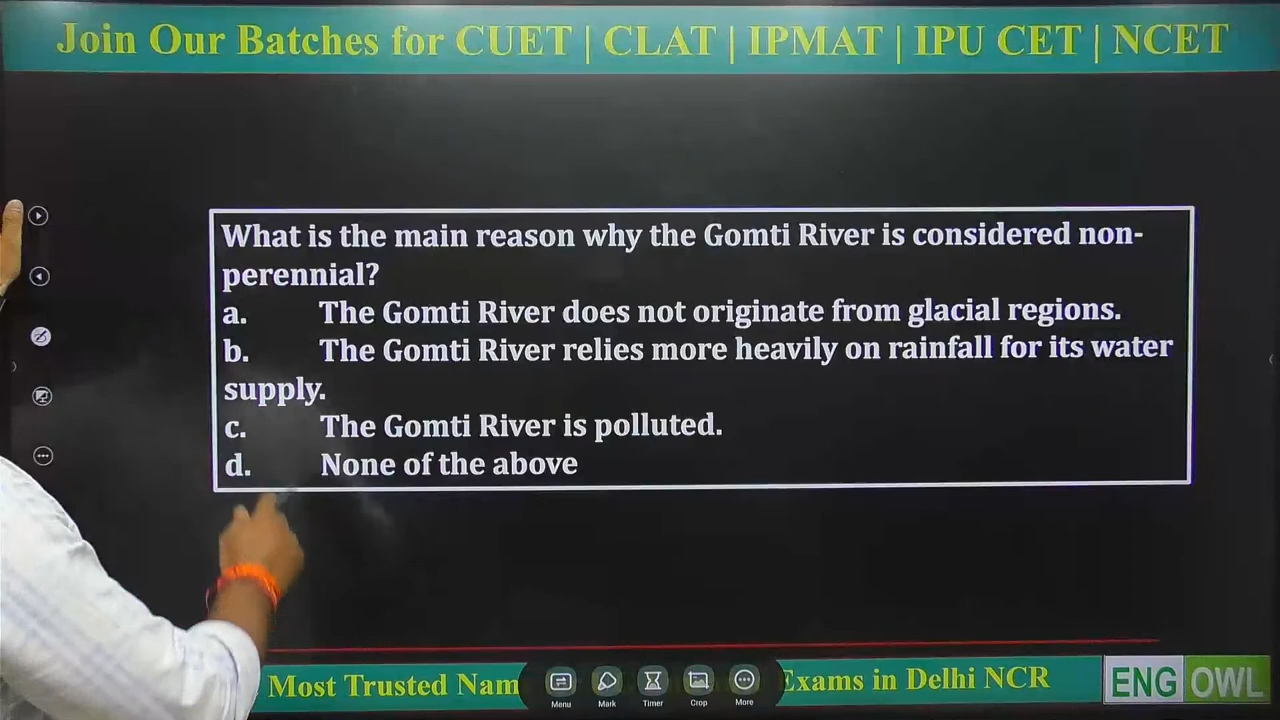 Join Our Batches for CUET | CLAT | IPMAT | IPU CET | NCET
What is the main reason why the Gomti River is considered non-
perennial?
a. The Gomti River does not originate from glacial regions.
b. The Gomti River relies more heavily on rainfall for its water
supply.
c. The Gomti River is polluted.
d. None of the above
Most Trusted Nam
Exams in Delhi NCR
ENG OWL
Menu
Mark
Timer
Crop
More